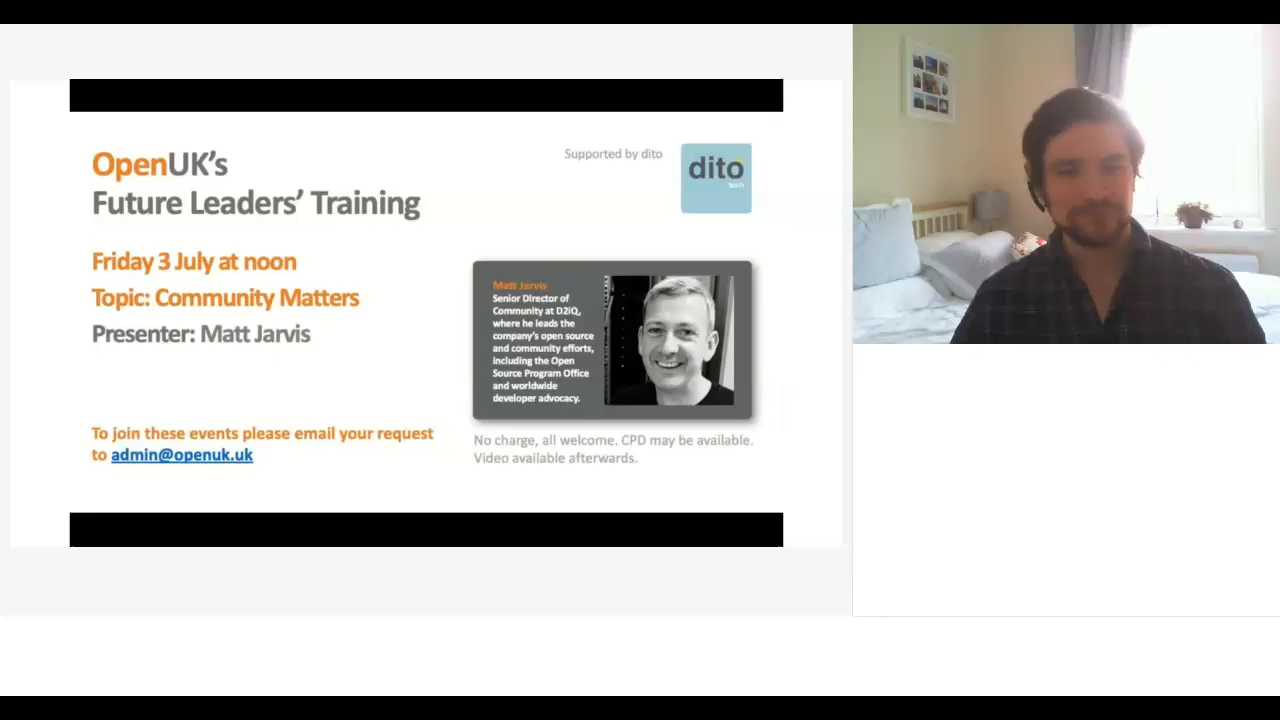 OpenUK's
Future Leaders' Training
Supported by dito
dito
tech
Friday 3 July at noon
Topic: Community Matters
Presenter: Matt Jarvis
Matt Jarvis
Senior Director of
Community at D2iQ,
where he leads the
company's open source
and community efforts,
including the Open
Source Program Office
and worldwide
developer advocacy.
To join these events please email your request
to admin@openuk.uk
No charge, all welcome. CPD may be available.
Video available afterwards.